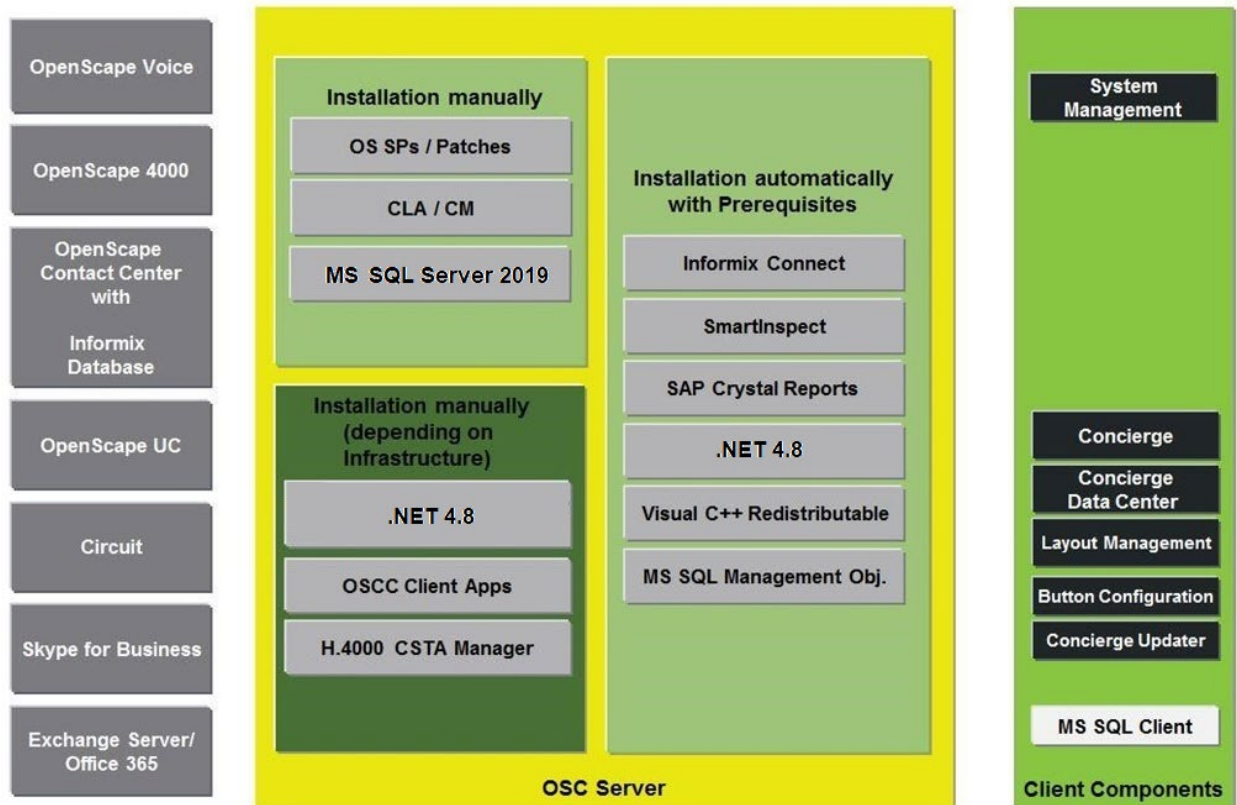 OpenScape Voice
OpenScape 4000
OpenScape
Contact Center
with
Informix
Database
OpenScape UC
Circuit
Skype for Business
Exchange Server/
Office 365
Installation manually
OS SPs / Patches
CLA / CM
MS SQL Server 2019
Installation manually
(depending on
Infrastructure)
.NET 4.8
OSCC Client Apps
H.4000 CSTA Manager
Installation automatically
with Prerequisites
Informix Connect
SmartInspect
SAP Crystal Reports
.NET 4.8
Visual C++ Redistributable
MS SQL Management Obj.
OSC Server
System
Management
Concierge
Concierge
Data Center
Layout Management
Button Configuration
Concierge Updater
MS SQL Client
Client Components